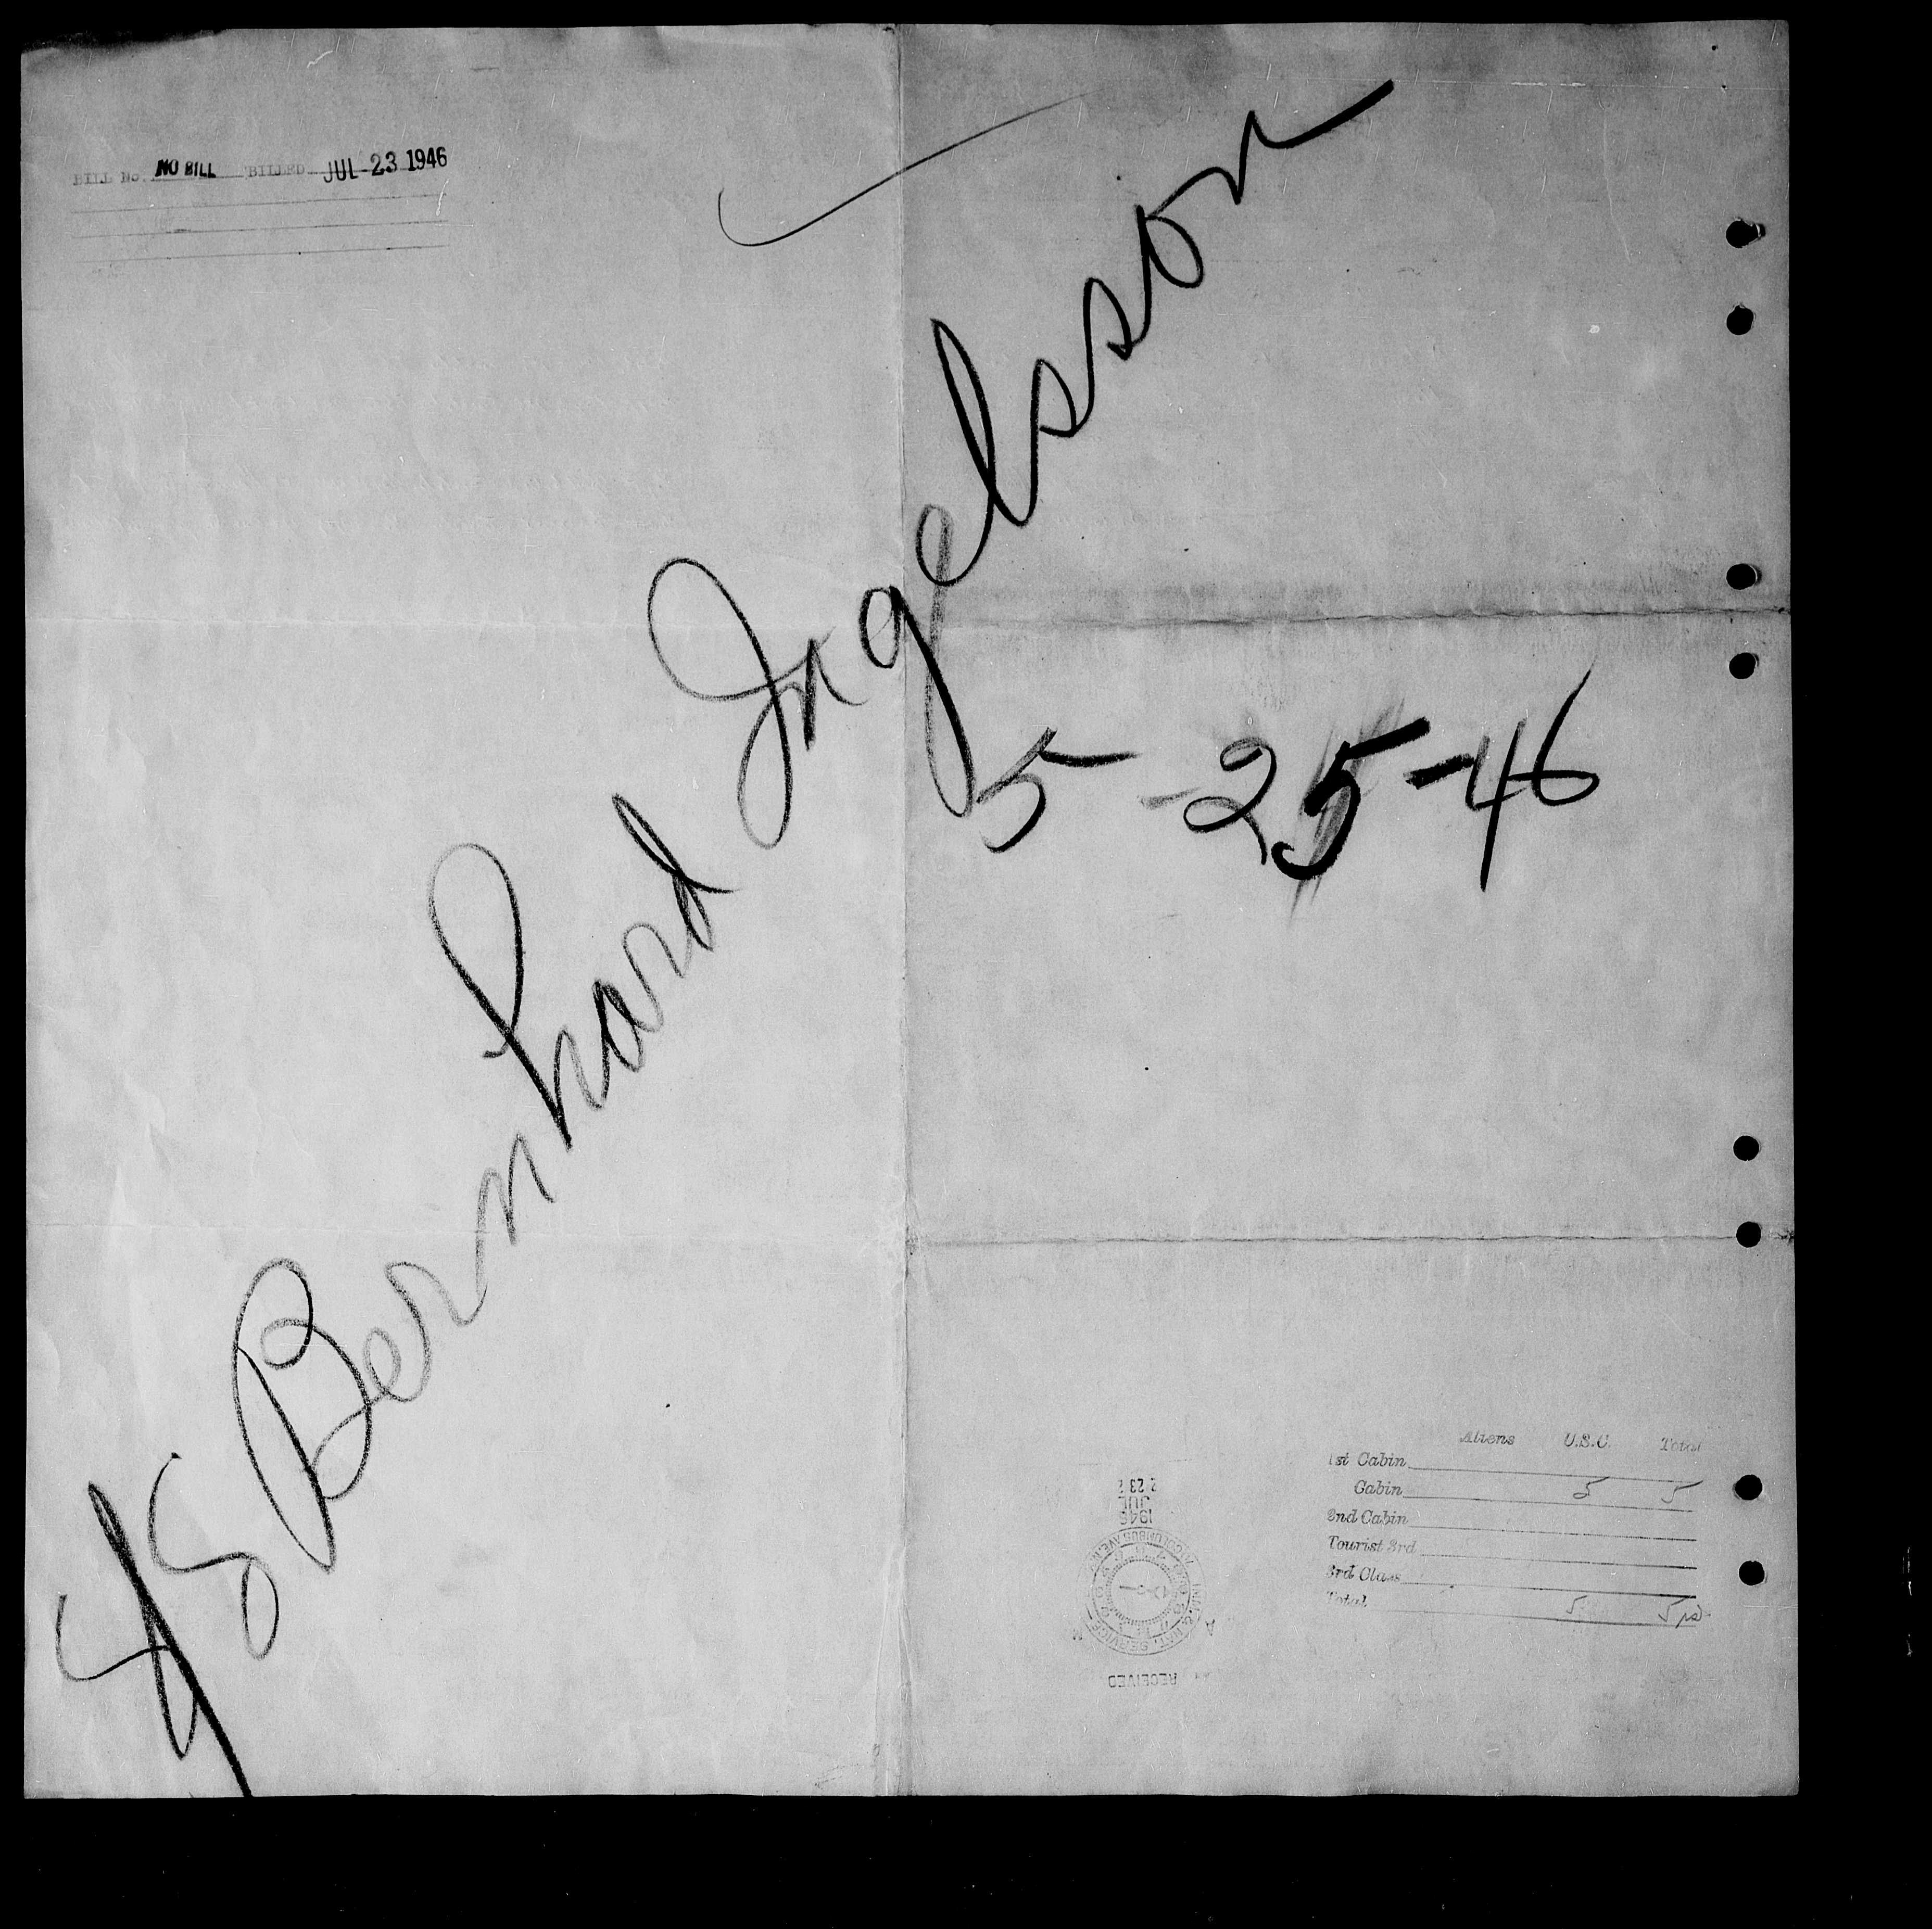 BILL NO. NO BILL BILLED JUL 23 1946
M/S Bernhard Ingelsson
5-25-46
Aliens U.S.C. Total
1st Cabin
Cabin 5 5
2nd Cabin
Tourist 3rd
3rd Class
Total 5 5
1946
JUL
23
RECEIVED